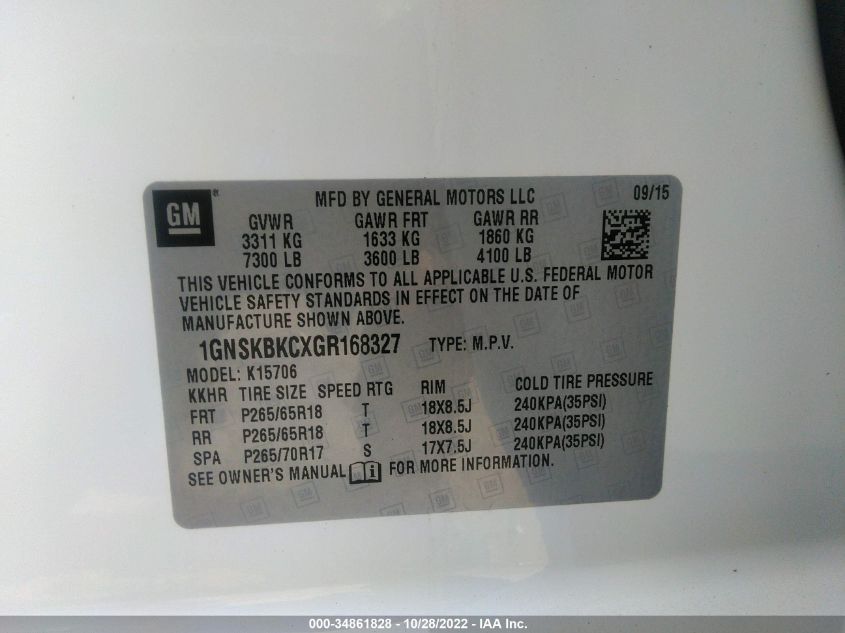 GM
MFD BY GENERAL MOTORS LLC 09/15
GVWR GAWR FRT GAWR RR
3311 KG 1633 KG 1860 KG
7300 LB 3600 LB 4100 LB
THIS VEHICLE CONFORMS TO ALL APPLICABLE U.S. FEDERAL MOTOR
VEHICLE SAFETY STANDARDS IN EFFECT ON THE DATE OF
MANUFACTURE SHOWN ABOVE.
1GNSKBKCXGR168327 TYPE: M.P.V.
MODEL: K15706
KKHR TIRE SIZE SPEED RTG RIM COLD TIRE PRESSURE
FRT P265/65R18 T 18X8.5J 240KPA(35PSI)
RR P265/65R18 T 18X8.5J 240KPA(35PSI)
SPA P265/70R17 S 17X7.5J 240KPA(35PSI)
SEE OWNER'S MANUAL FOR MORE INFORMATION.
000-34861828 - 10/28/2022 - IAA Inc.